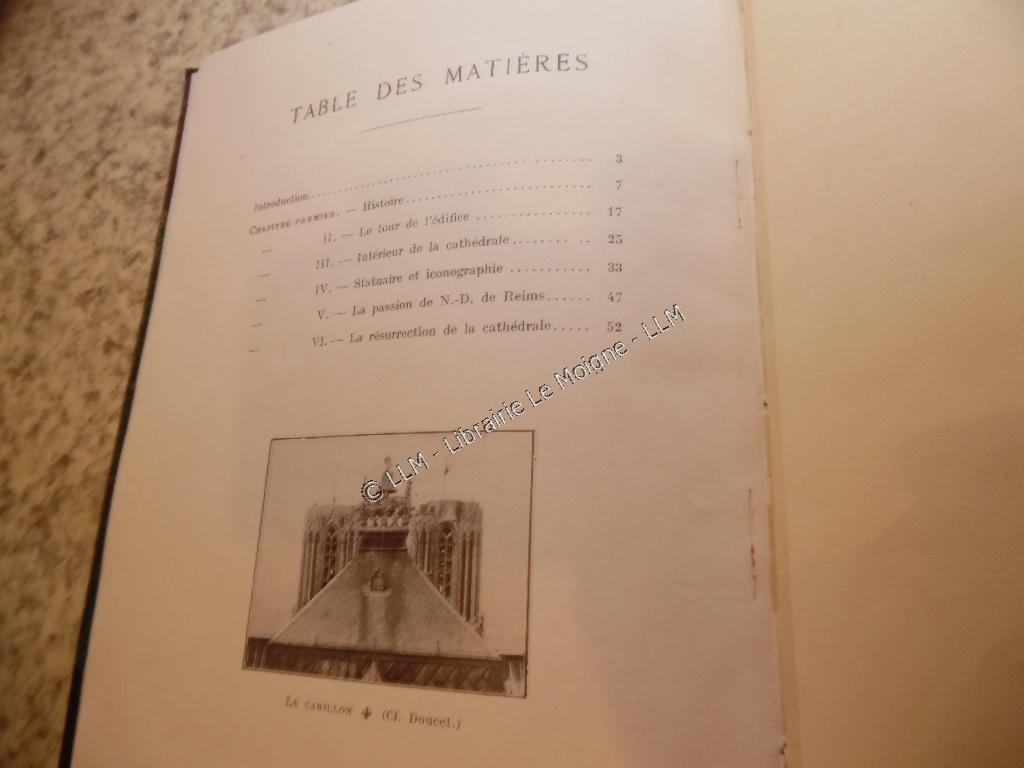 TABLE DES MATIÈRES
Introduction........................................ 3
CHAPITRE PREMIER. — Histoire........................... 7
— II. — Le tour de l'édifice ................ 17
— III. — Intérieur de la cathédrale........ .. 25
— IV. — Statuaire et iconographie ........... 33
— V. — La passion de N.-D. de Reims...... 47
— VI. — La résurrection de la cathédrale..... 52
© LLM - Librairie Le Moigne - LLM
LE CARILLON ✤ (Cl. Doucet.)